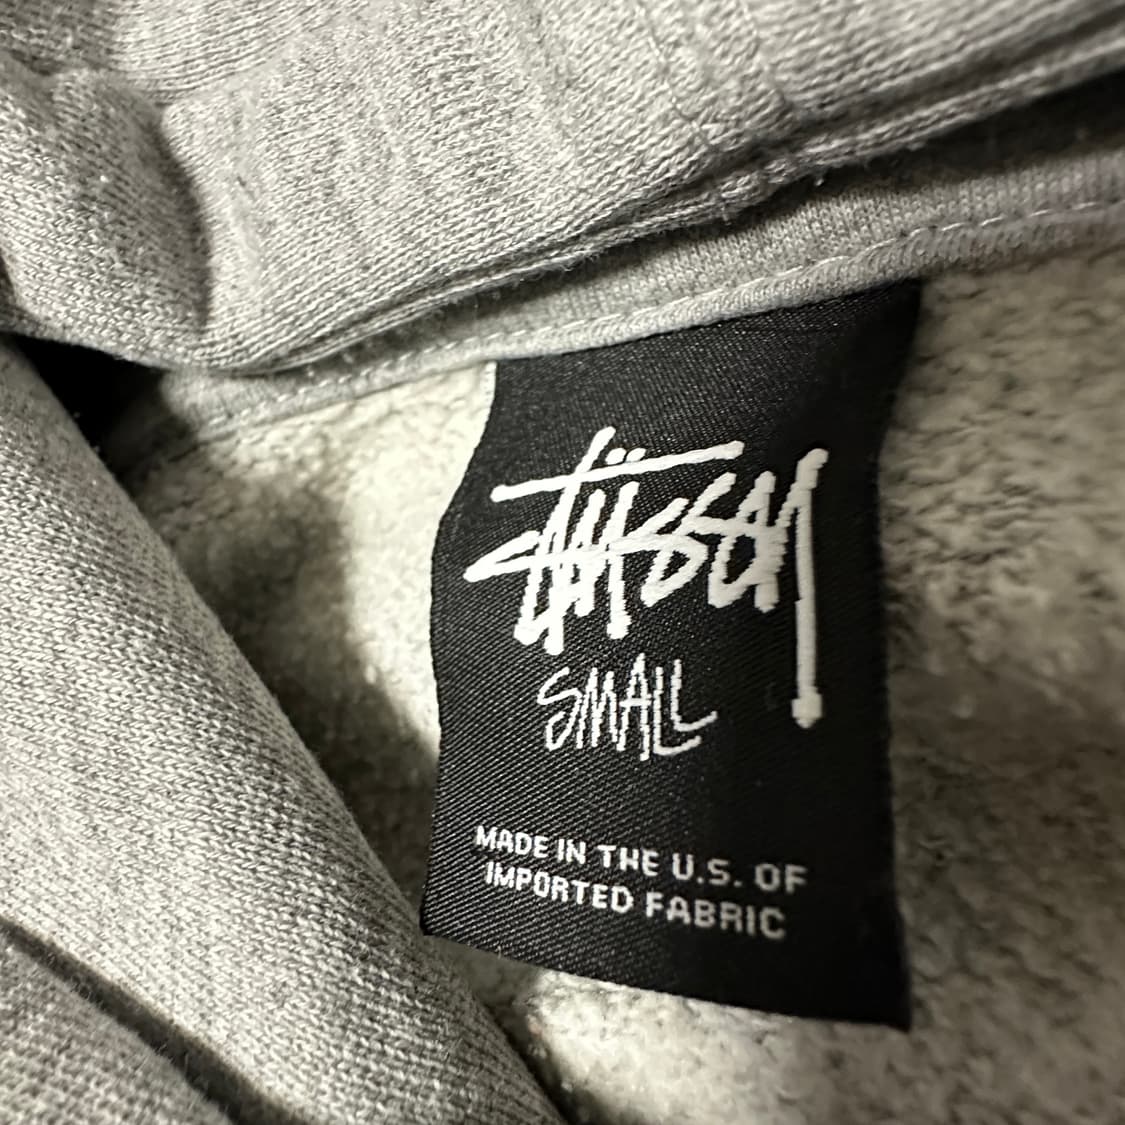 Stüssy
SMALL
MADE IN THE U.S. OF
IMPORTED FABRIC